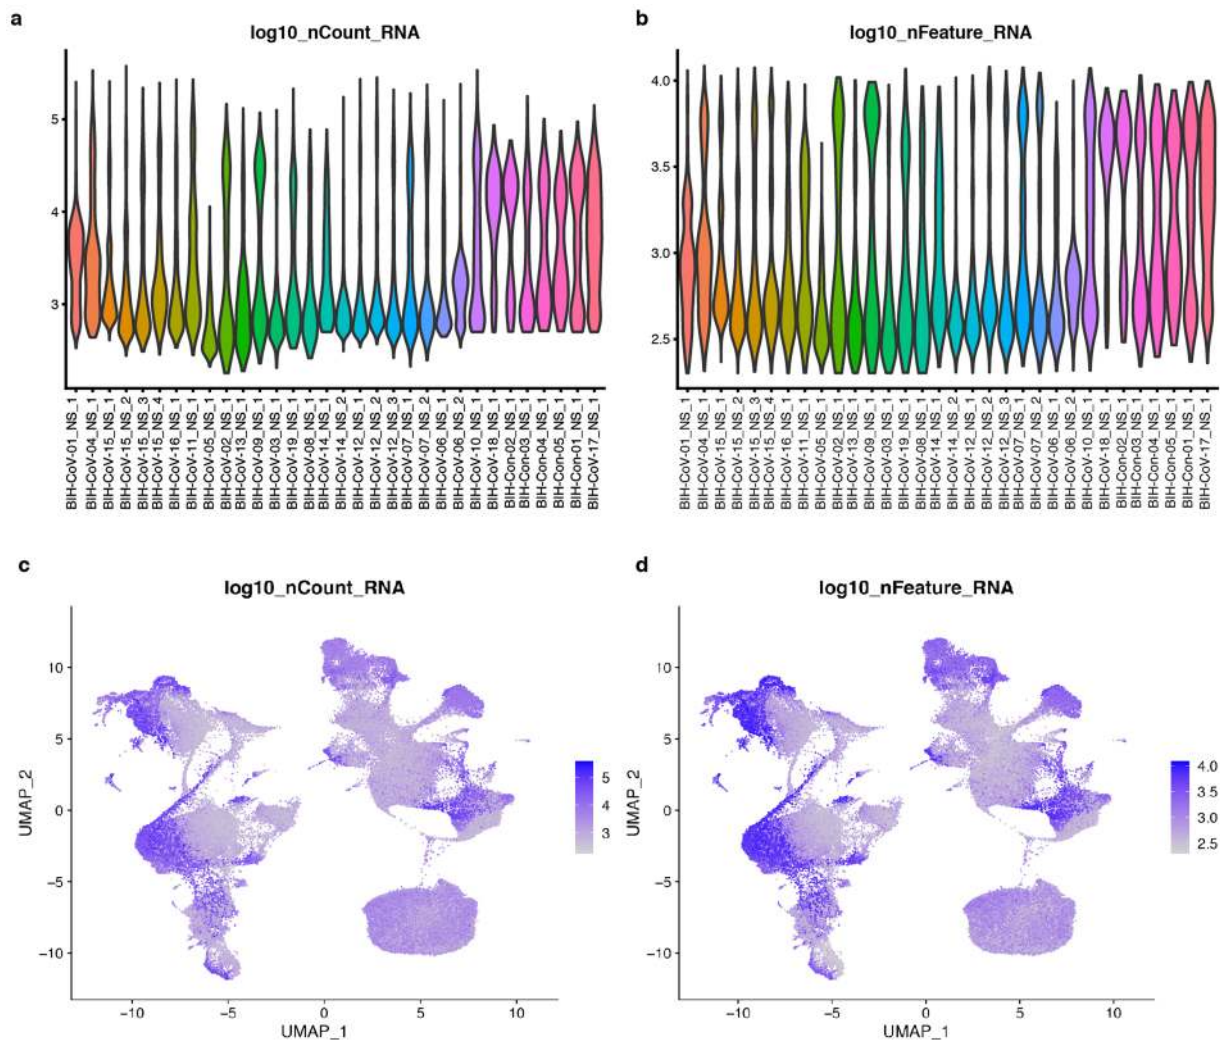 a
log10_nCount_RNA
5
4
3
BIH-CoV-01_NS_1
BIH-CoV-04_NS_1
BIH-CoV-15_NS_1
BIH-CoV-15_NS_2
BIH-CoV-15_NS_3
BIH-CoV-15_NS_4
BIH-CoV-16_NS_1
BIH-CoV-11_NS_1
BIH-CoV-05_NS_1
BIH-CoV-02_NS_1
BIH-CoV-13_NS_1
BIH-CoV-09_NS_1
BIH-CoV-03_NS_1
BIH-CoV-19_NS_1
BIH-CoV-08_NS_1
BIH-CoV-14_NS_1
BIH-CoV-14_NS_2
BIH-CoV-12_NS_1
BIH-CoV-12_NS_2
BIH-CoV-12_NS_3
BIH-CoV-07_NS_1
BIH-CoV-07_NS_2
BIH-CoV-06_NS_1
BIH-CoV-06_NS_2
BIH-CoV-10_NS_1
BIH-CoV-18_NS_1
BIH-Con-02_NS_1
BIH-Con-03_NS_1
BIH-Con-04_NS_1
BIH-Con-05_NS_1
BIH-Con-01_NS_1
BIH-CoV-17_NS_1
b
log10_nFeature_RNA
4.0
3.5
3.0
2.5
BIH-CoV-01_NS_1
BIH-CoV-04_NS_1
BIH-CoV-15_NS_1
BIH-CoV-15_NS_2
BIH-CoV-15_NS_3
BIH-CoV-15_NS_4
BIH-CoV-16_NS_1
BIH-CoV-11_NS_1
BIH-CoV-05_NS_1
BIH-CoV-02_NS_1
BIH-CoV-13_NS_1
BIH-CoV-09_NS_1
BIH-CoV-03_NS_1
BIH-CoV-19_NS_1
BIH-CoV-08_NS_1
BIH-CoV-14_NS_1
BIH-CoV-14_NS_2
BIH-CoV-12_NS_1
BIH-CoV-12_NS_2
BIH-CoV-12_NS_3
BIH-CoV-07_NS_1
BIH-CoV-07_NS_2
BIH-CoV-06_NS_1
BIH-CoV-06_NS_2
BIH-CoV-10_NS_1
BIH-CoV-18_NS_1
BIH-Con-02_NS_1
BIH-Con-03_NS_1
BIH-Con-04_NS_1
BIH-Con-05_NS_1
BIH-Con-01_NS_1
BIH-CoV-17_NS_1
c
log10_nCount_RNA
UMAP_2
10
5
0
−5
−10
−10
−5
0
5
10
UMAP_1
5
4
3
d
log10_nFeature_RNA
UMAP_2
10
5
0
−5
−10
−10
−5
0
5
10
UMAP_1
4.0
3.5
3.0
2.5